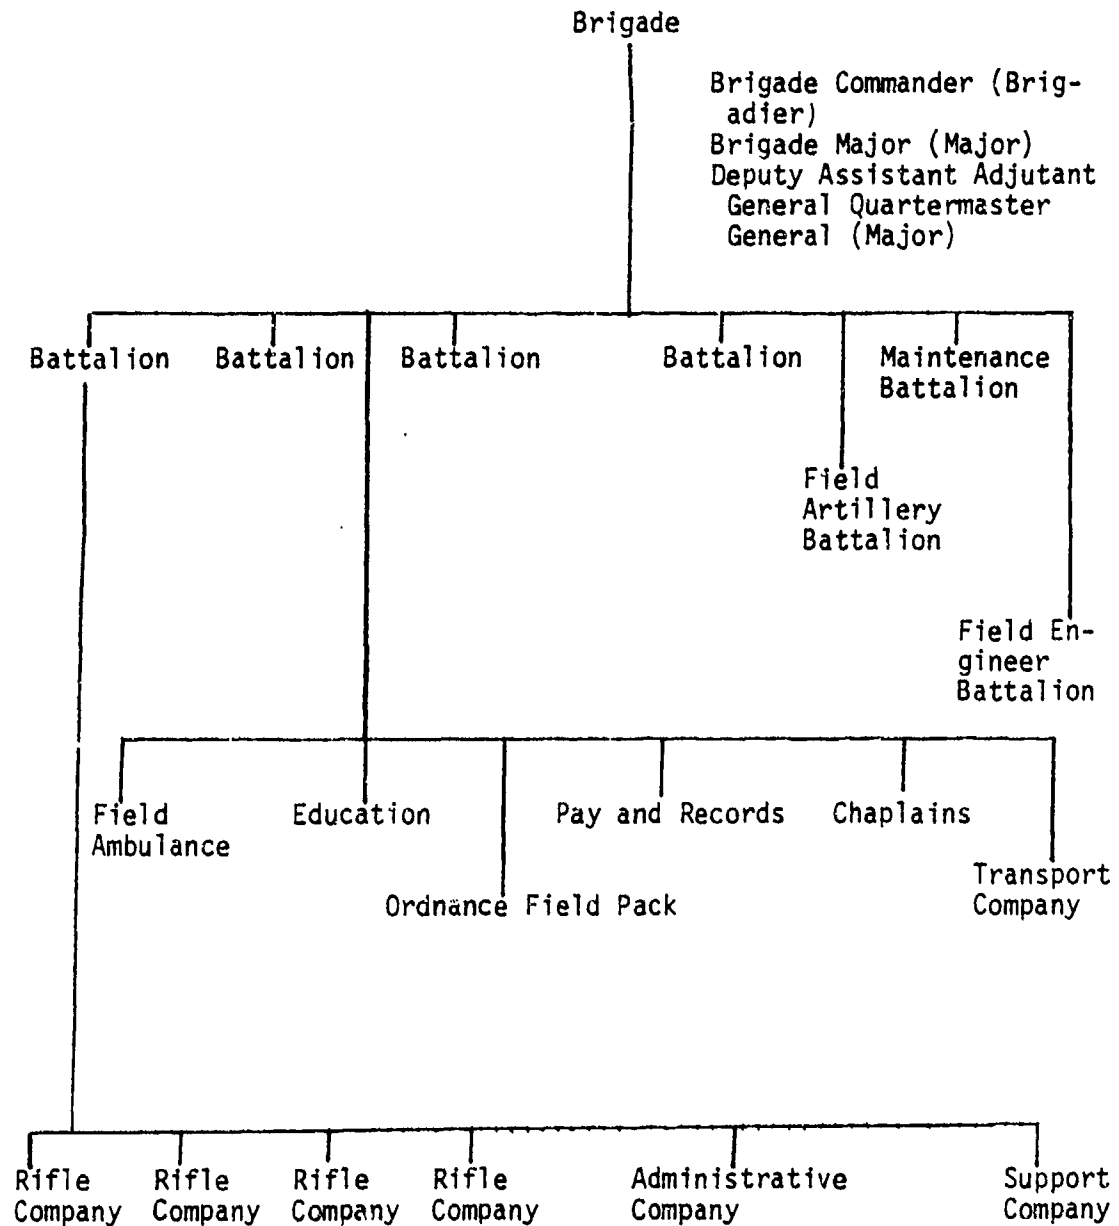 Brigade
Brigade Commander (Brig-
adier)
Brigade Major (Major)
Deputy Assistant Adjutant
General Quartermaster
General (Major)
Battalion
Battalion
Battalion
Battalion
Maintenance
Battalion
Field
Artillery
Battalion
Field En-
gineer
Battalion
Field
Ambulance
Education
Pay and Records
Chaplains
Ordnance Field Pack
Transport
Company
Rifle
Company
Rifle
Company
Rifle
Company
Rifle
Company
Administrative
Company
Support
Company